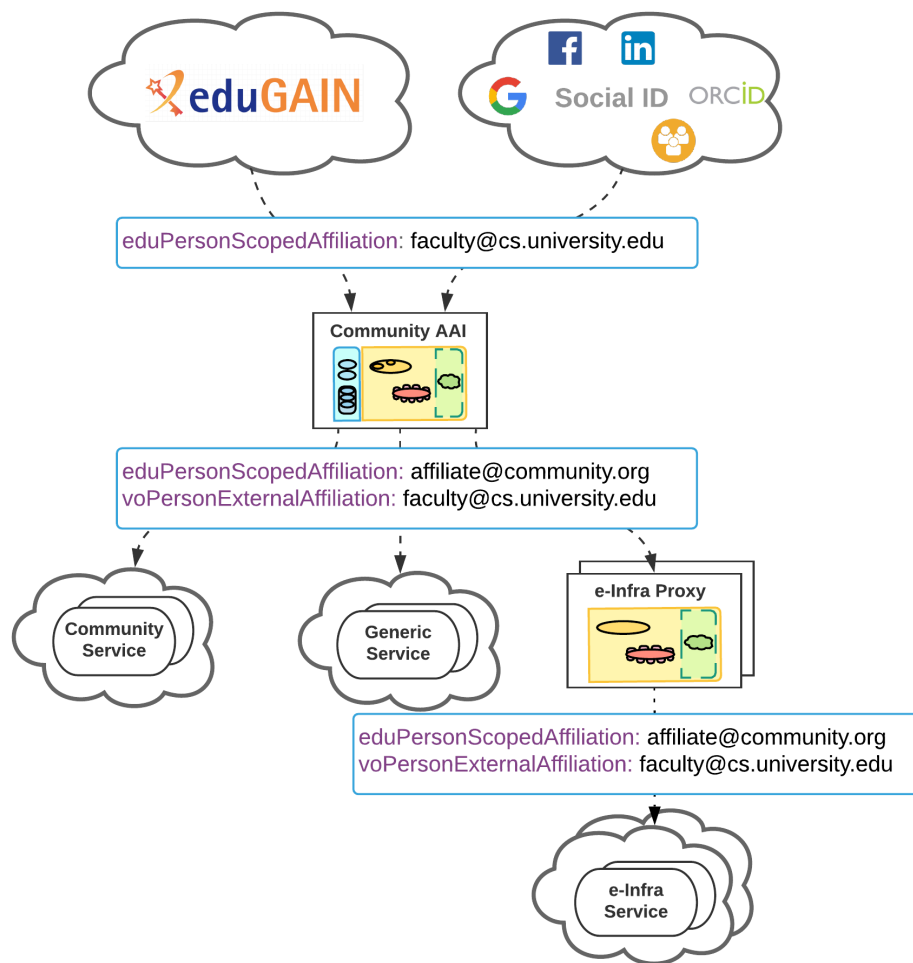 eduGAIN
f
in
G
Social ID
ORCID
eduPersonScopedAffiliation: faculty@cs.university.edu
Community AAI
eduPersonScopedAffiliation: affiliate@community.org
voPersonExternalAffiliation: faculty@cs.university.edu
e-Infra Proxy
Community
Service
Generic
Service
eduPersonScopedAffiliation: affiliate@community.org
voPersonExternalAffiliation: faculty@cs.university.edu
e-Infra
Service